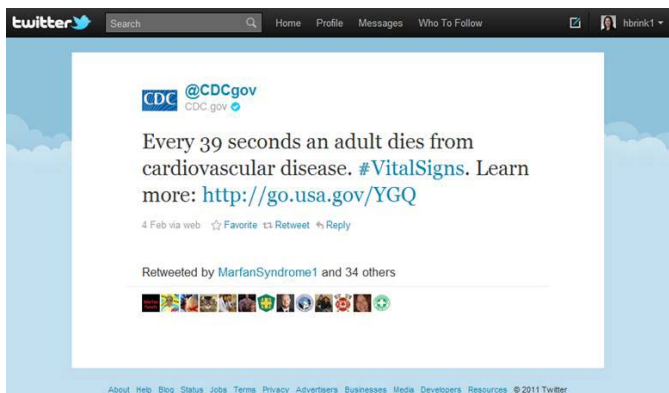 twitter Search Home Profile Messages Who To Follow hbrink1
CDC @CDCgov
CDC.gov
Every 39 seconds an adult dies from
cardiovascular disease. #VitalSigns. Learn
more: http://go.usa.gov/YGQ
4 Feb via web Favorite Retweet Reply
Retweeted by MarfanSyndrome1 and 34 others
About Help Blog Status Jobs Terms Privacy Advertisers Businesses Media Developers Resources © 2011 Twitter